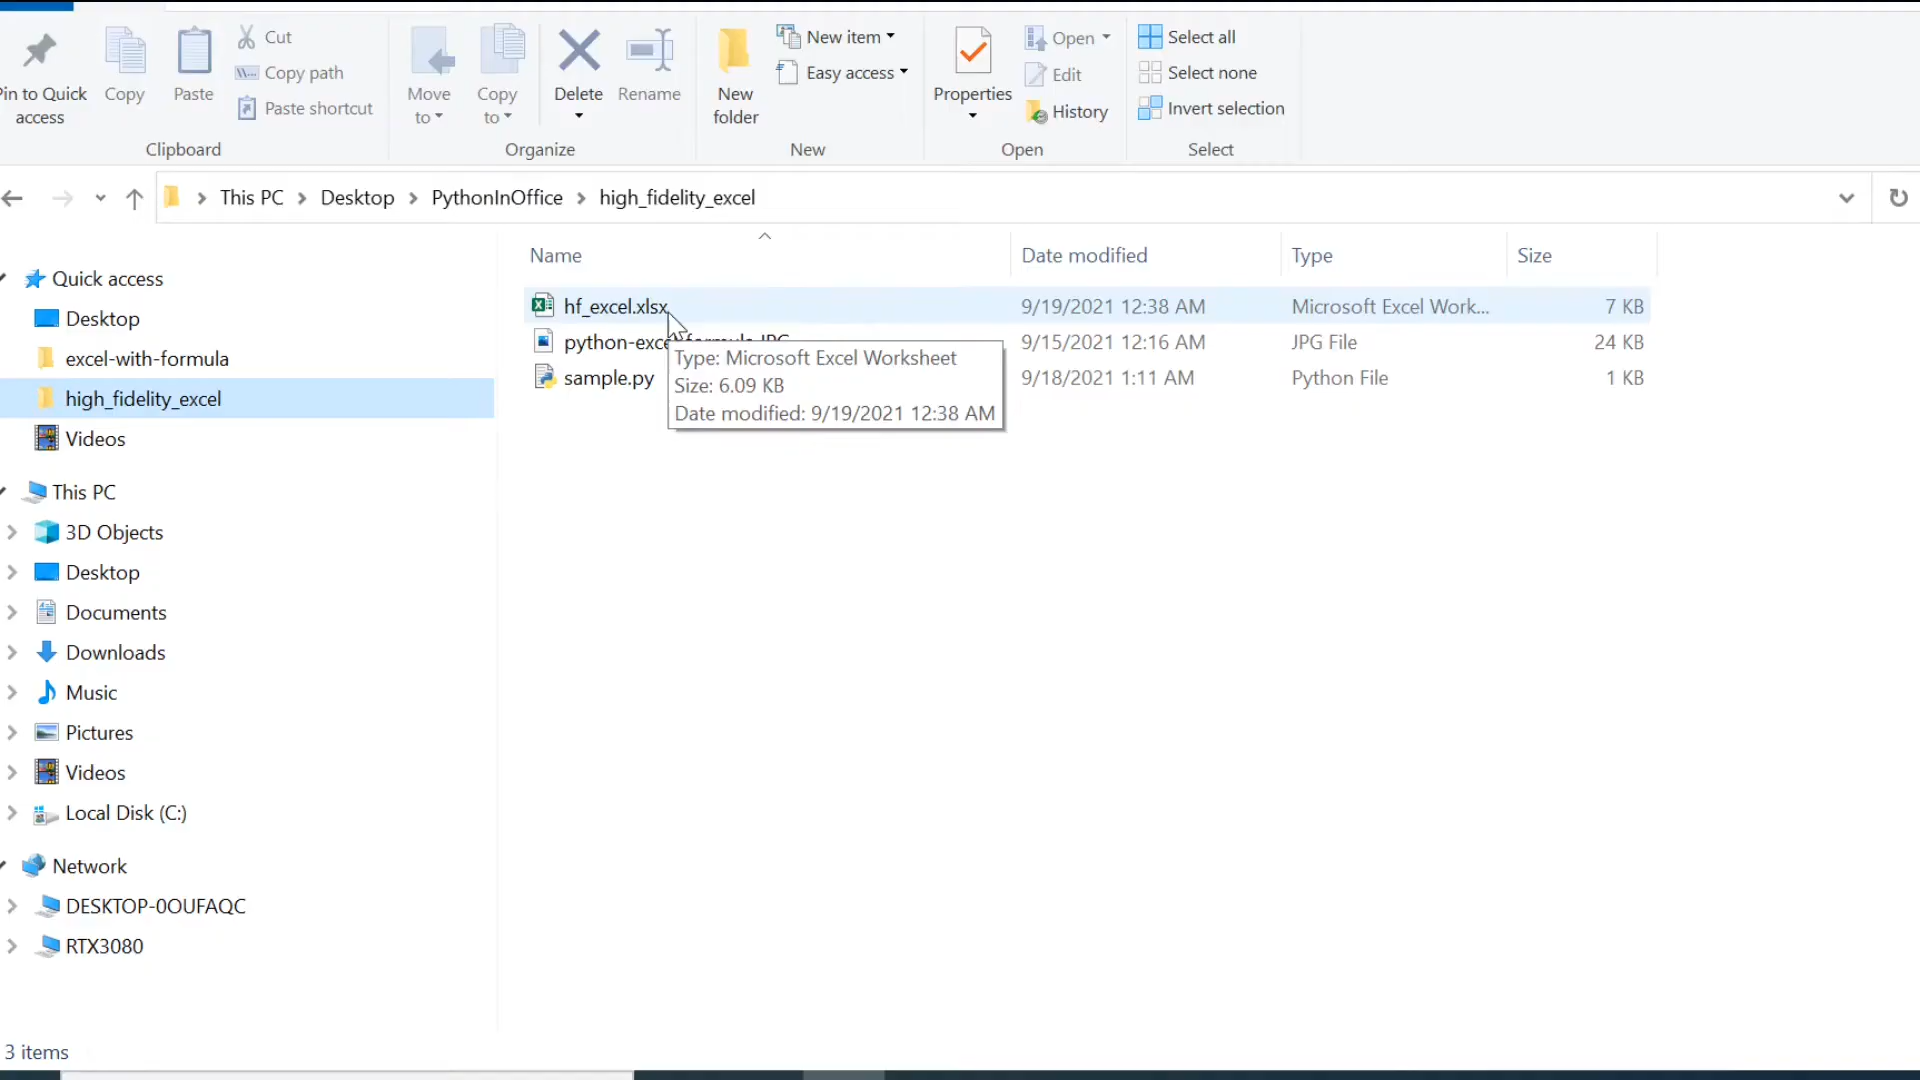 Pin to Quick access
Copy
Paste
Cut
Copy path
Paste shortcut
Clipboard
Move to
Copy to
Delete
Rename
Organize
New folder
New item
Easy access
New
Properties
Open
Edit
History
Open
Select all
Select none
Invert selection
Select
This PC > Desktop > PythonInOffice > high_fidelity_excel
Name Date modified Type Size
hf_excel.xlsx 9/19/2021 12:38 AM Microsoft Excel Work... 7 KB
python-excel-formula.JPG 9/15/2021 12:16 AM JPG File 24 KB
sample.py 9/18/2021 1:11 AM Python File 1 KB
Type: Microsoft Excel Worksheet
Size: 6.09 KB
Date modified: 9/19/2021 12:38 AM
Quick access
Desktop
excel-with-formula
high_fidelity_excel
Videos
This PC
3D Objects
Desktop
Documents
Downloads
Music
Pictures
Videos
Local Disk (C:)
Network
DESKTOP-0OUFAQC
RTX3080
3 items